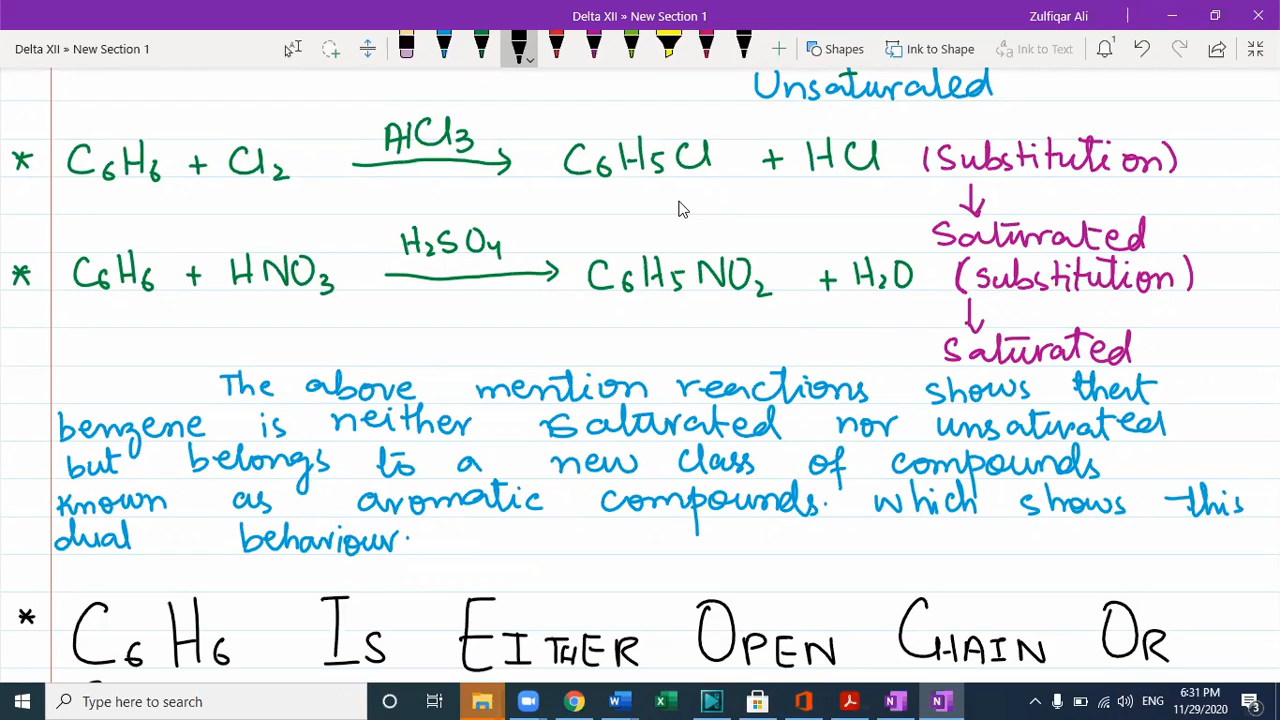 Delta XII » New Section 1
Zulfiqar Ali
Delta XII » New Section 1
Shapes
Ink to Shape
Ink to Text
Unsaturated
* C6H6 + Cl2 AlCl3 → C6H5Cl + HCl (Substitution)
↓
Saturated
* C6H6 + HNO3 H2SO4 → C6H5NO2 + H2O (substitution)
↓
Saturated
The above mention reactions shows that
benzene is neither saturated nor unsaturated
but belongs to a new class of compounds
known as aromatic compounds. which shows this
dual behaviour.
* C6H6 IS EITHER OPEN CHAIN OR
Type here to search
ENG
6:31 PM
11/29/2020
3